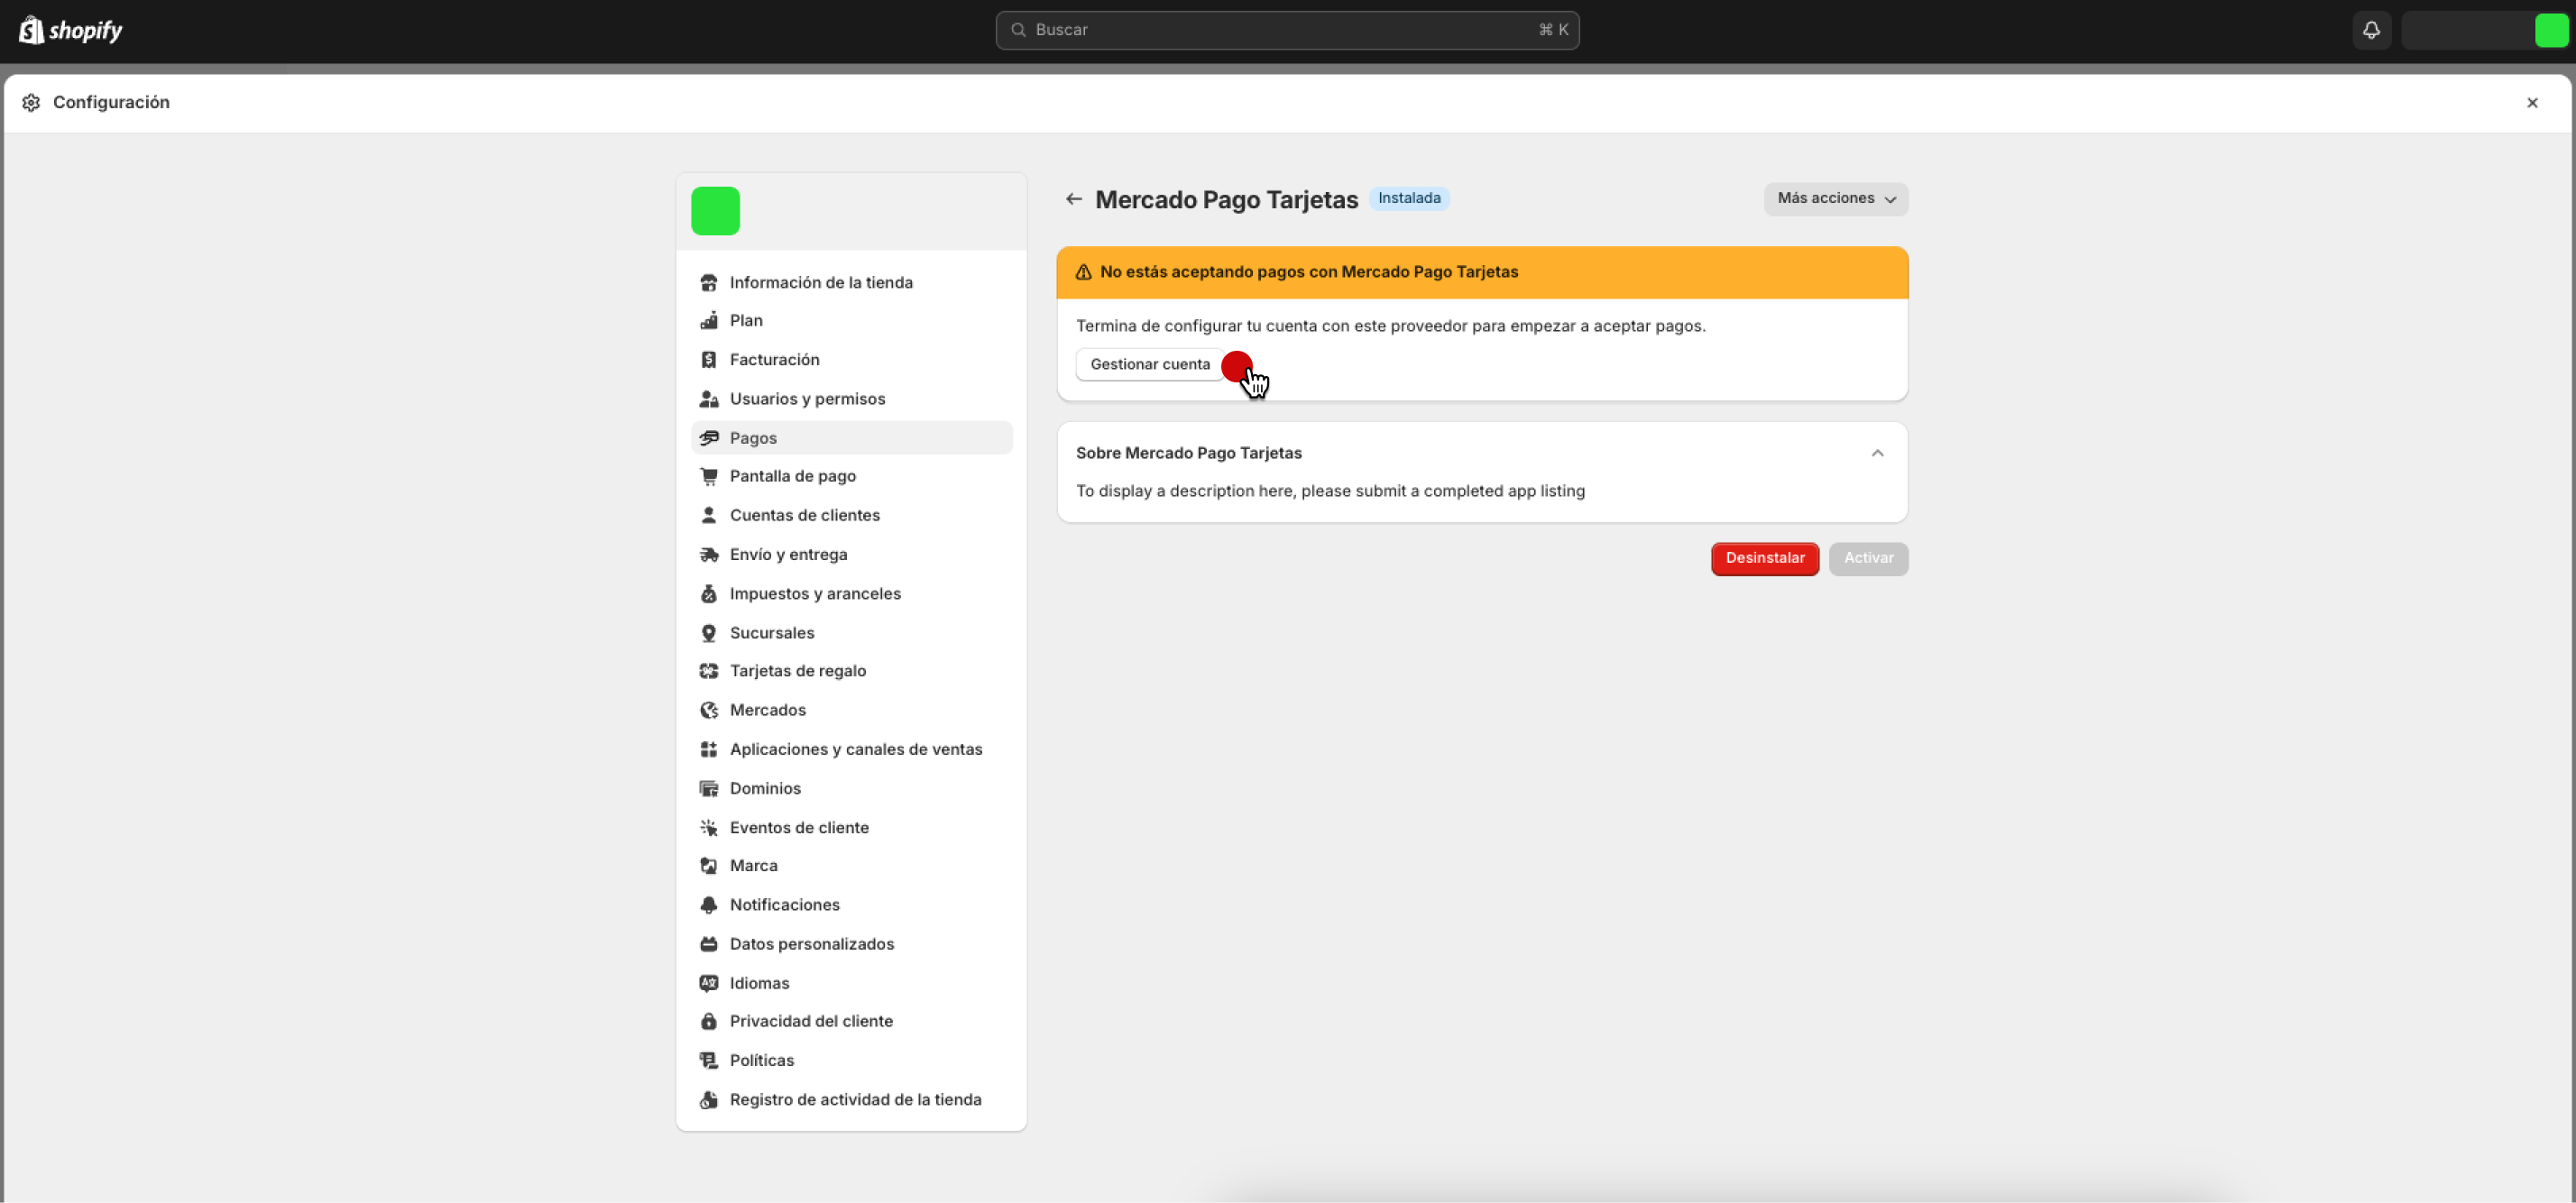 shopify
Buscar
⌘ K
Configuración
Mercado Pago Tarjetas
Instalada
Más acciones
Información de la tienda
Plan
Facturación
Usuarios y permisos
Pagos
Pantalla de pago
Cuentas de clientes
Envío y entrega
Impuestos y aranceles
Sucursales
Tarjetas de regalo
Mercados
Aplicaciones y canales de ventas
Dominios
Eventos de cliente
Marca
Notificaciones
Datos personalizados
Idiomas
Privacidad del cliente
Políticas
Registro de actividad de la tienda
No estás aceptando pagos con Mercado Pago Tarjetas
Termina de configurar tu cuenta con este proveedor para empezar a aceptar pagos.
Gestionar cuenta
Sobre Mercado Pago Tarjetas
To display a description here, please submit a completed app listing
Desinstalar
Activar